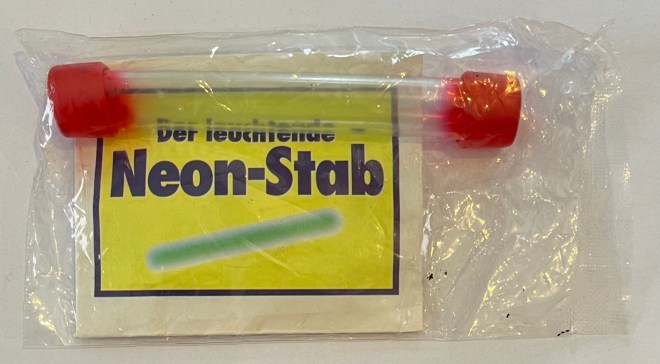 Der leuchtende
Neon-Stab